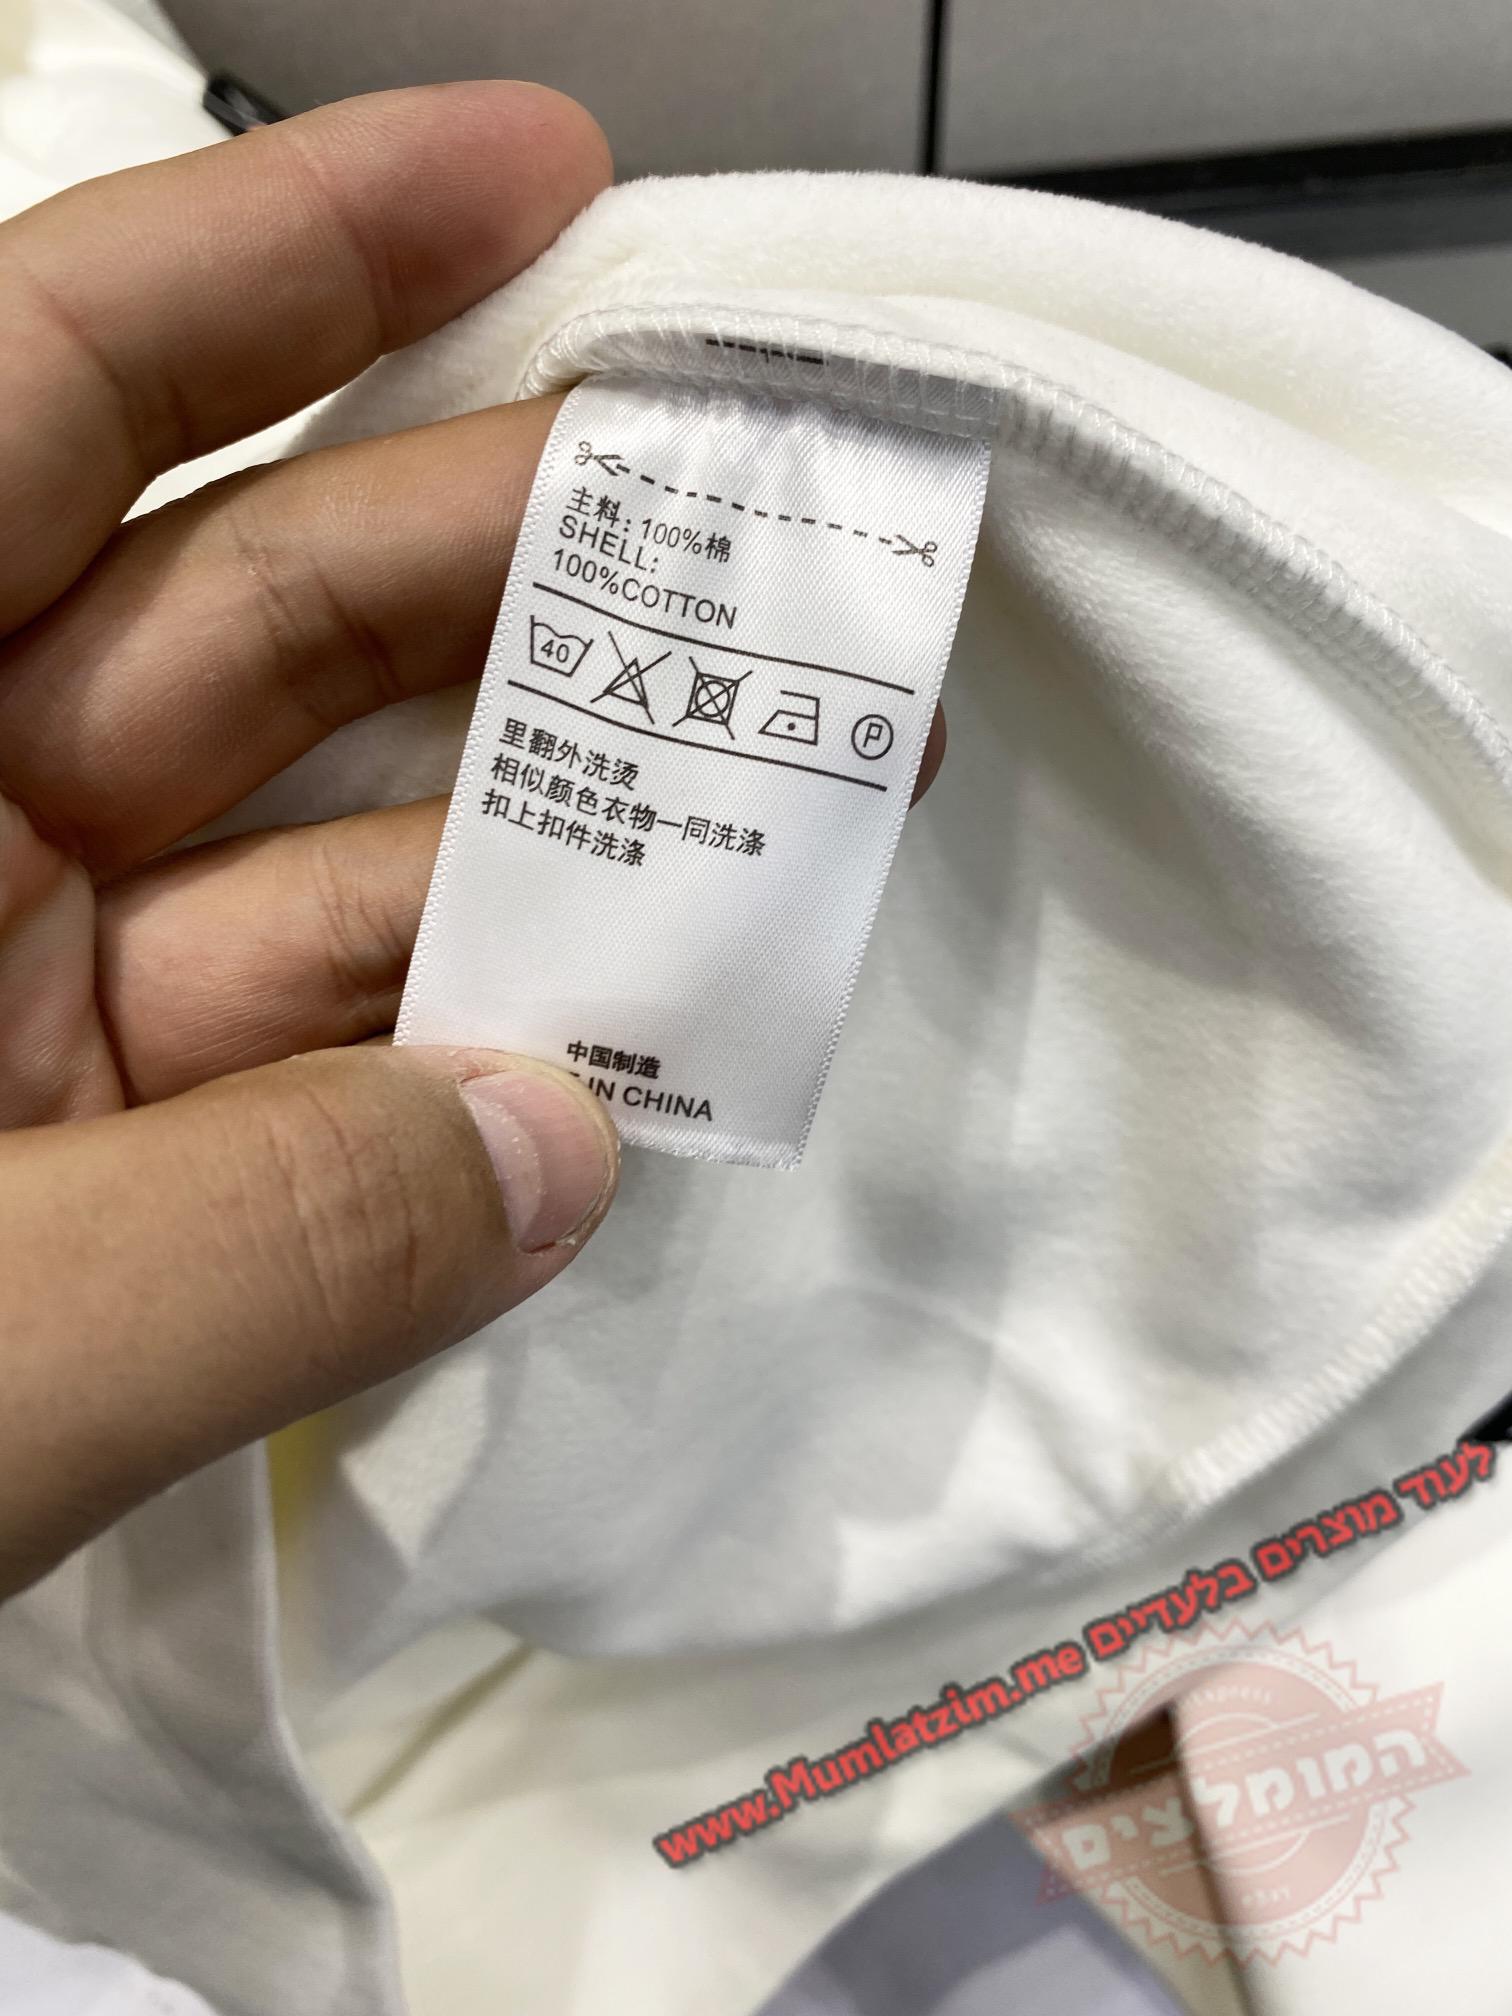 主料: 100%棉
SHELL:
100%COTTON
40
P
里翻外洗烫
相似颜色衣物一同洗涤
扣上扣件洗涤
中国制造
IN CHINA
לעוד מוצרים בלעדיים www.Mumlatzim.me
המומלצים
ebay